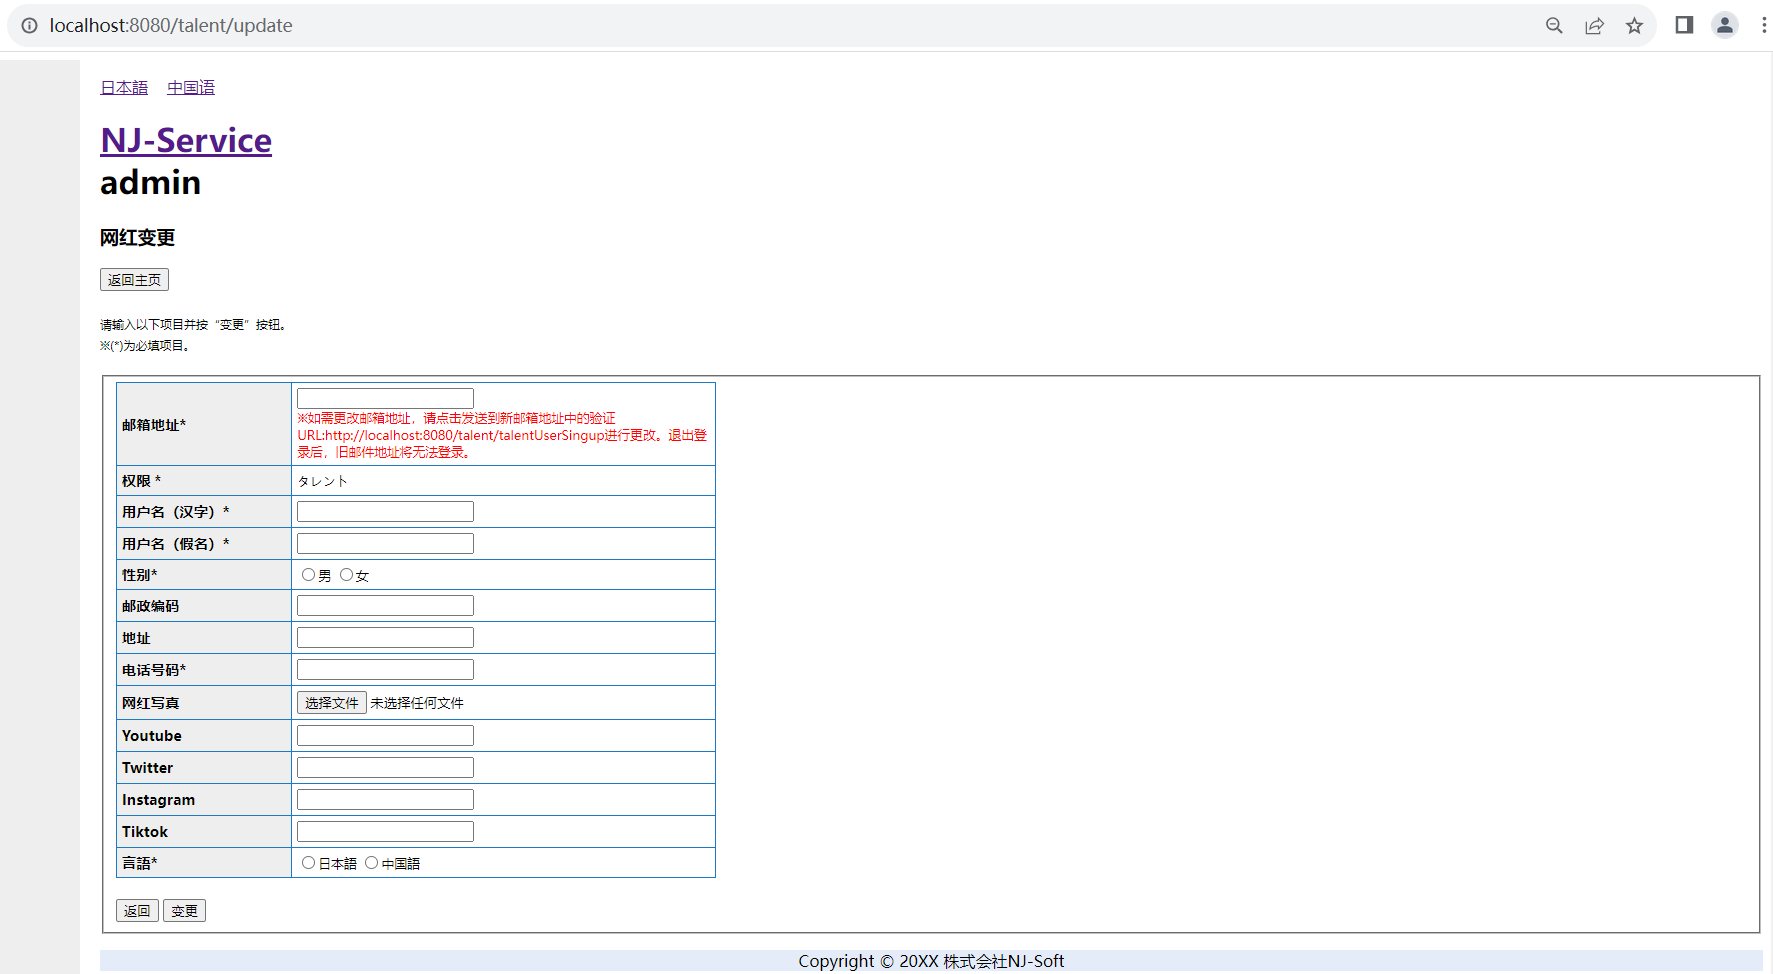 localhost:8080/talent/update
日本語 中国语
NJ-Service
admin
网红变更
返回主页
请输入以下项目并按“变更”按钮。
※(*)为必填项目。
邮箱地址*
※如需更改邮箱地址，请点击发送到新邮箱地址中的验证
URL:http://localhost:8080/talent/talentUserSingup进行更改。退出登
录后，旧邮件地址将无法登录。
权限 * タレント
用户名（汉字）*
用户名（假名）*
性别* 男 女
邮政编码
地址
电话号码*
网红写真 选择文件 未选择任何文件
Youtube
Twitter
Instagram
Tiktok
言語* 日本語 中国語
返回 变更
Copyright © 20XX 株式会社NJ-Soft